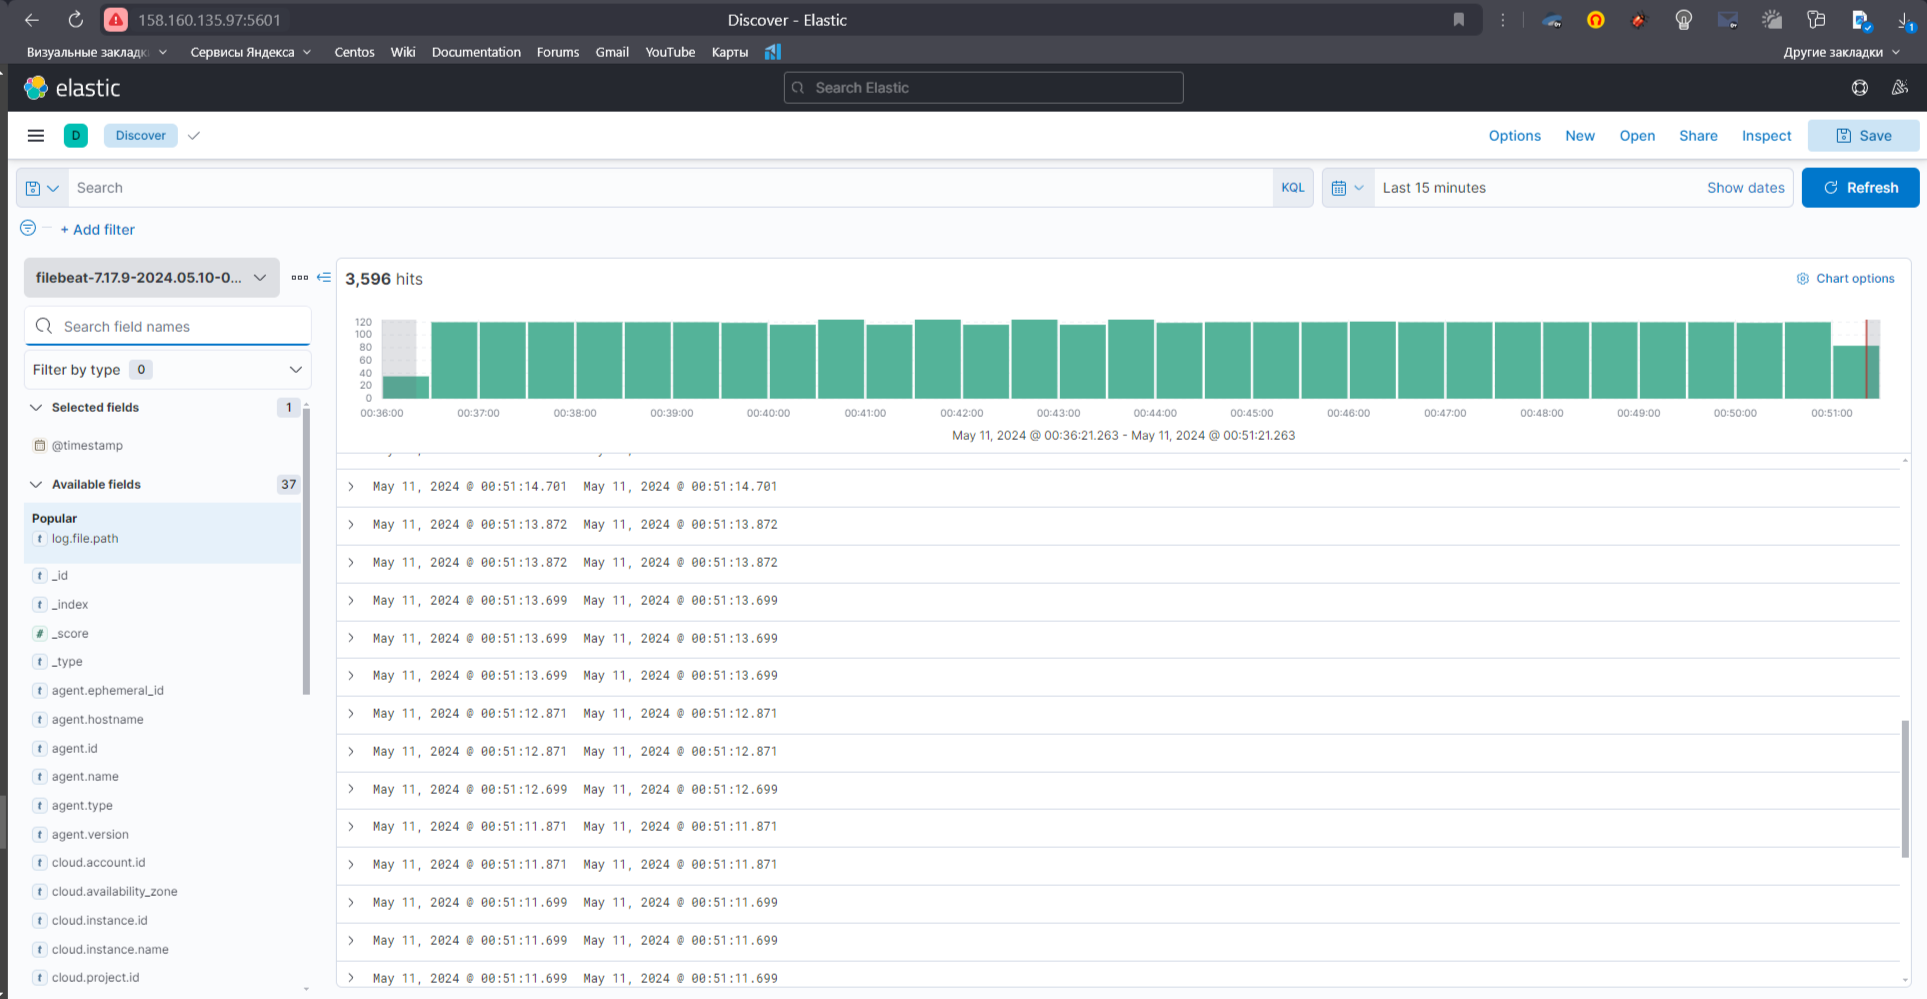 158.160.135.97:5601
Discover - Elastic
Визуальные заклад
Сервисы Яндекса
Centos
Wiki
Documentation
Forums
Gmail
YouTube
Карты
Другие закладки
elastic
Search Elastic
D
Discover
Options
New
Open
Share
Inspect
Save
Search
KQL
Last 15 minutes
Show dates
Refresh
+ Add filter
filebeat-7.17.9-2024.05.10-0...
Search field names
Filter by type 0
Selected fields 1
@timestamp
Available fields 37
Popular
t log.file.path
t _id
t _index
# _score
t _type
t agent.ephemeral_id
t agent.hostname
t agent.id
t agent.name
t agent.type
t agent.version
t cloud.account.id
t cloud.availability_zone
t cloud.instance.id
t cloud.instance.name
t cloud.project.id
3,596 hits
Chart options
120
100
80
60
40
20
0
00:36:00 00:37:00 00:38:00 00:39:00 00:40:00 00:41:00 00:42:00 00:43:00 00:44:00 00:45:00 00:46:00 00:47:00 00:48:00 00:49:00 00:50:00 00:51:00
May 11, 2024 @ 00:36:21.263 - May 11, 2024 @ 00:51:21.263
May 11, 2024 @ 00:51:14.701 May 11, 2024 @ 00:51:14.701
May 11, 2024 @ 00:51:13.872 May 11, 2024 @ 00:51:13.872
May 11, 2024 @ 00:51:13.872 May 11, 2024 @ 00:51:13.872
May 11, 2024 @ 00:51:13.699 May 11, 2024 @ 00:51:13.699
May 11, 2024 @ 00:51:13.699 May 11, 2024 @ 00:51:13.699
May 11, 2024 @ 00:51:13.699 May 11, 2024 @ 00:51:13.699
May 11, 2024 @ 00:51:12.871 May 11, 2024 @ 00:51:12.871
May 11, 2024 @ 00:51:12.871 May 11, 2024 @ 00:51:12.871
May 11, 2024 @ 00:51:12.699 May 11, 2024 @ 00:51:12.699
May 11, 2024 @ 00:51:11.871 May 11, 2024 @ 00:51:11.871
May 11, 2024 @ 00:51:11.871 May 11, 2024 @ 00:51:11.871
May 11, 2024 @ 00:51:11.699 May 11, 2024 @ 00:51:11.699
May 11, 2024 @ 00:51:11.699 May 11, 2024 @ 00:51:11.699
May 11, 2024 @ 00:51:11.699 May 11, 2024 @ 00:51:11.699